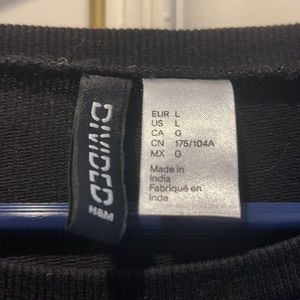 DIVIDED
H&M
EUR L
US L
CA G
CN 175/104A
MX G
Made in
India
Fabriqué en
Inde